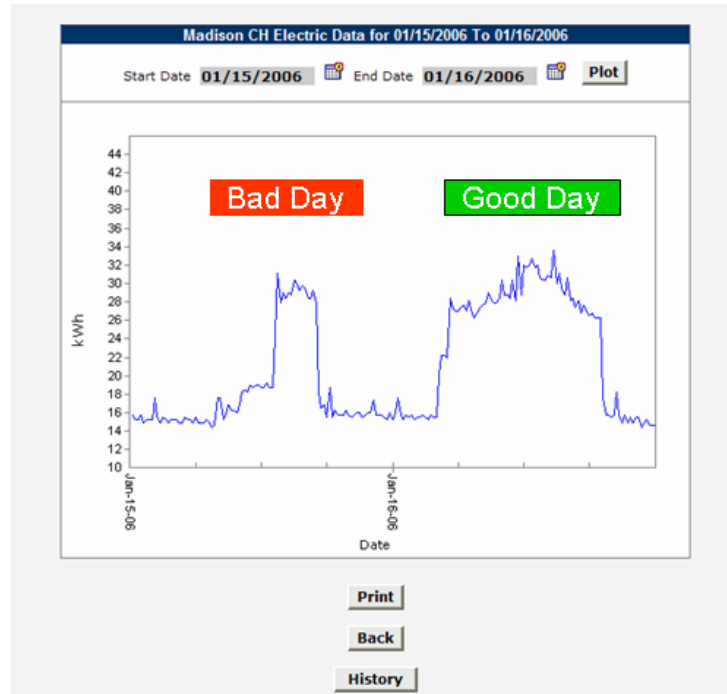 Madison CH Electric Data for 01/15/2006 To 01/16/2006
Start Date 01/15/2006 End Date 01/16/2006 Plot
Bad Day Good Day
44
42
40
38
36
34
32
30
28
26
24
22
20
18
16
14
12
10
kWh
Jan-15-06 Jan-16-06
Date
Print
Back
History